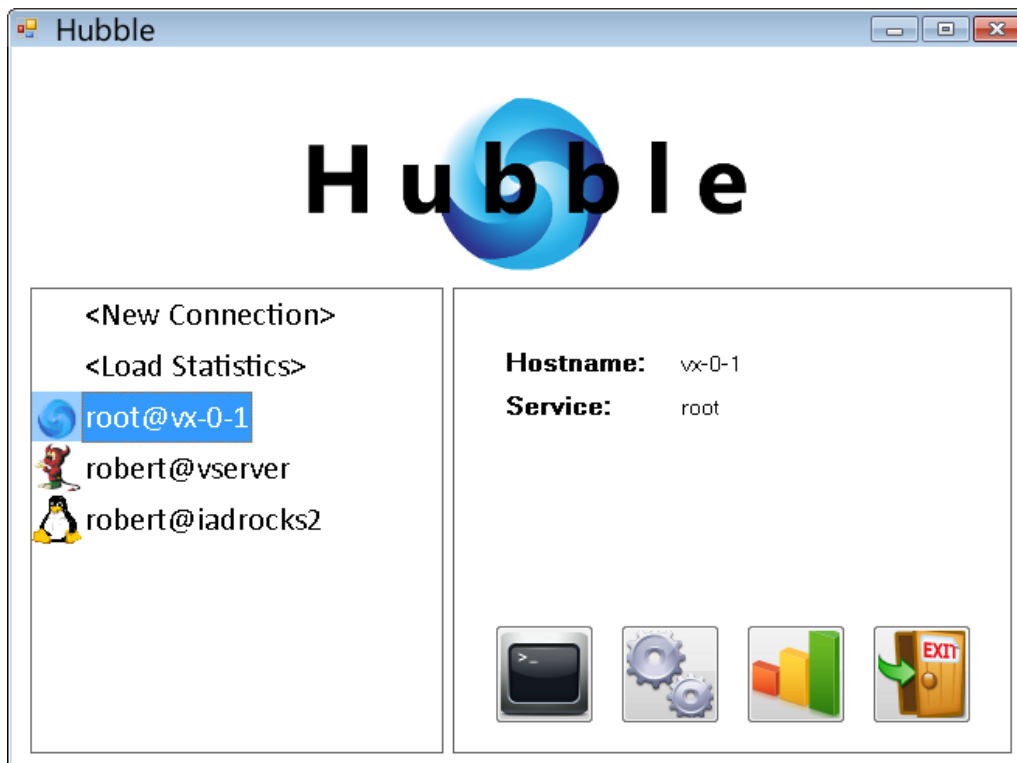 Hubble
Hubble
<New Connection>
<Load Statistics>
root@vx-0-1
robert@vserver
robert@iadrocks2
Hostname: vx-0-1
Service: root
>_
EXIT